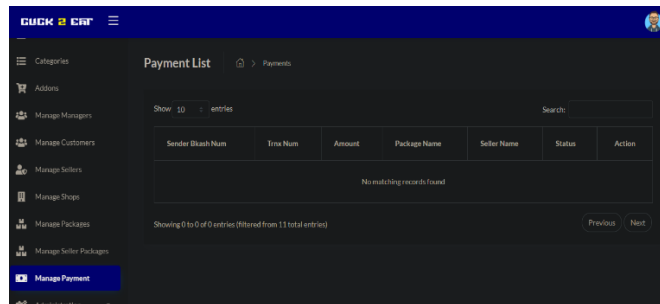 CLICK 2 EAT
Categories
Addons
Manage Managers
Manage Customers
Manage Sellers
Manage Shops
Manage Packages
Manage Seller Packages
Manage Payment
Payment List > Payments
Show 10 entries Search:
Sender Bkash Num Trnx Num Amount Package Name Seller Name Status Action
No matching records found
Showing 0 to 0 of 0 entries (filtered from 11 total entries) Previous Next